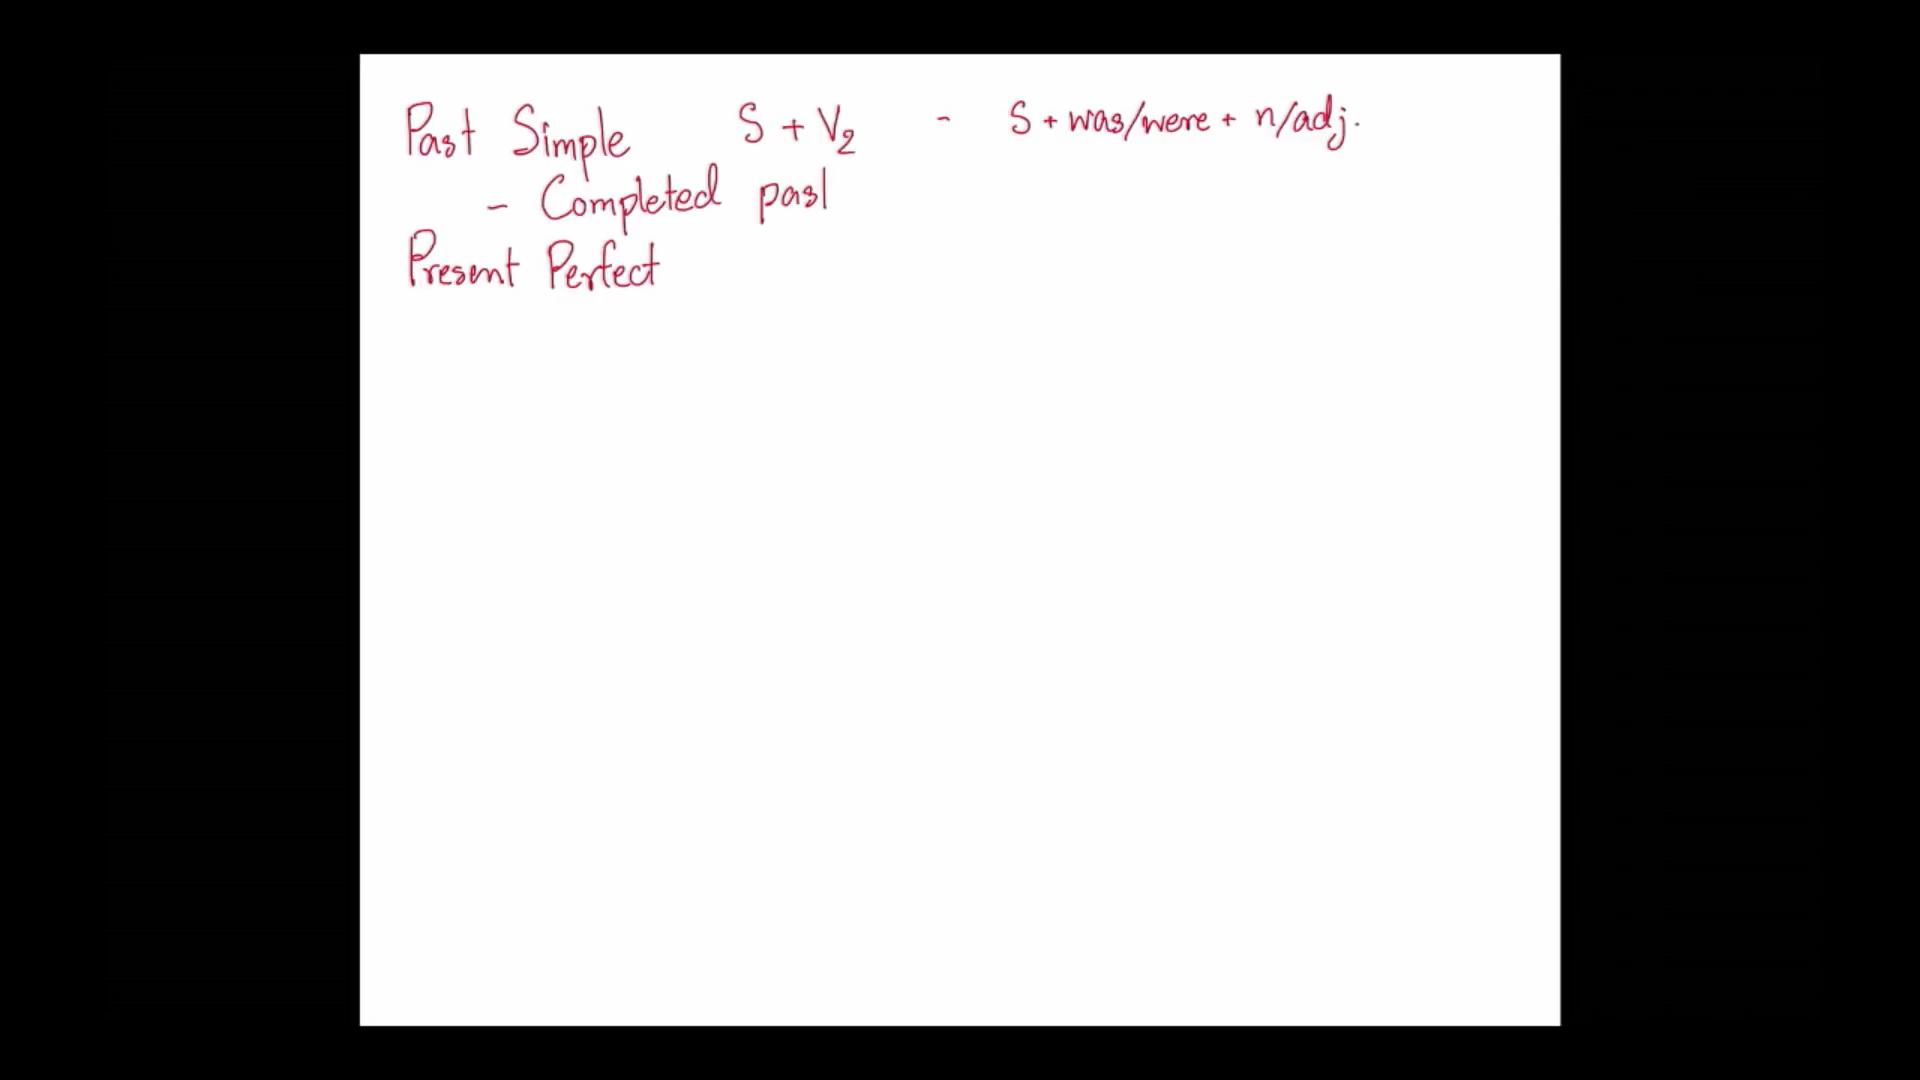 Past Simple S + V2 - S + was/were + n/adj.
- Completed past
Present Perfect